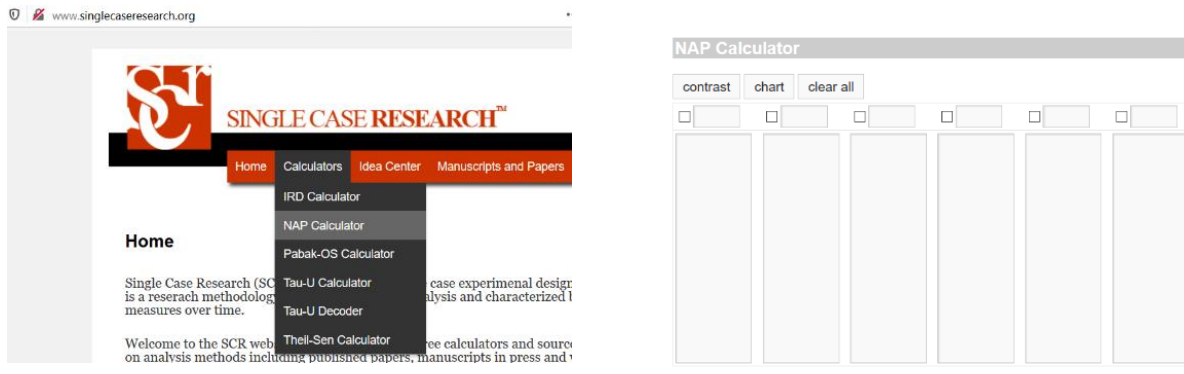 www.singlecaseresearch.org
SCr
SINGLE CASE RESEARCH™
Home Calculators Idea Center Manuscripts and Papers
IRD Calculator
NAP Calculator
Pabak-OS Calculator
Tau-U Calculator
Tau-U Decoder
Theil-Sen Calculator
Home
Single Case Research (SC case experimenal design
is a reserach methodology alysis and characterized
measures over time.
Welcome to the SCR web ree calculators and source
on analysis methods including published papers, manuscripts in press and
NAP Calculator
contrast chart clear all